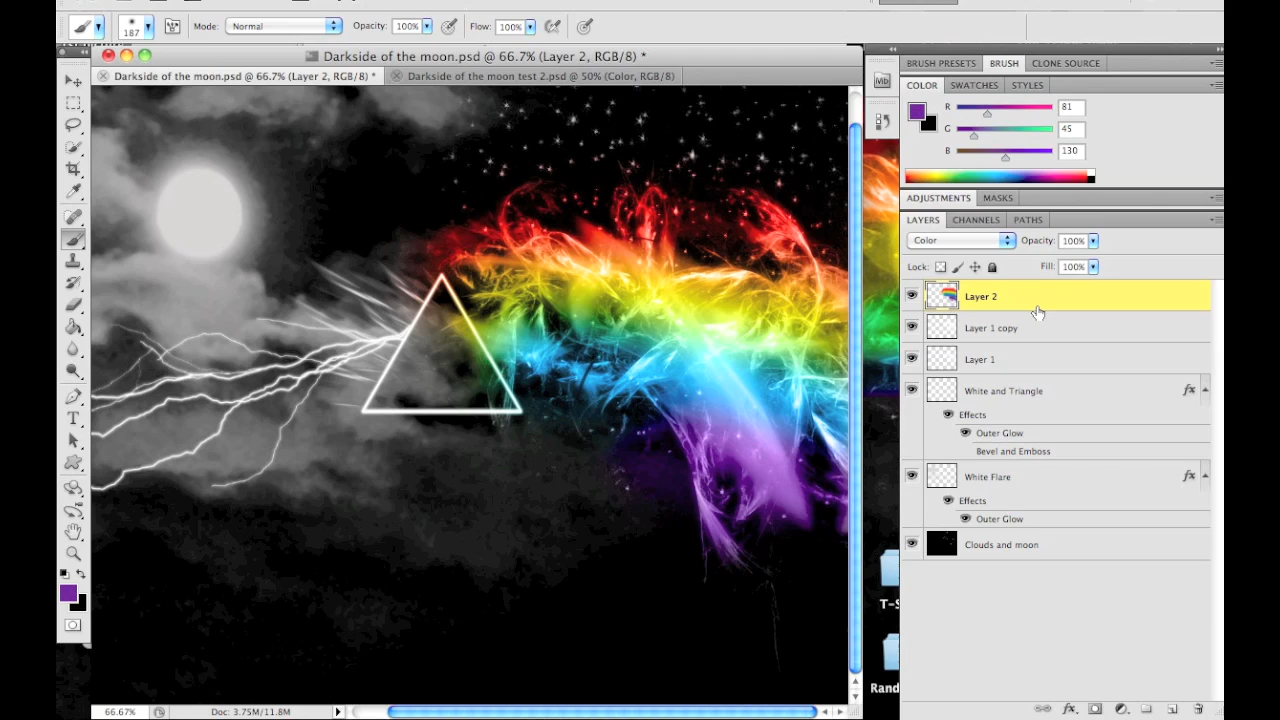 187 Mode: Normal Opacity: 100% Flow: 100%
Darkside of the moon.psd @ 66.7% (Layer 2, RGB/8) *
Darkside of the moon.psd @ 66.7% (Layer 2, RGB/8) * Darkside of the moon test 2.psd @ 50% (Color, RGB/8)
Mb
BRUSH PRESETS BRUSH CLONE SOURCE
COLOR SWATCHES STYLES
R 81
G 45
B 130
ADJUSTMENTS MASKS
LAYERS CHANNELS PATHS
Color Opacity: 100%
Lock: Fill: 100%
Layer 2
Layer 1 copy
Layer 1
White and Triangle fx
Effects
Outer Glow
Bevel and Emboss
White Flare fx
Effects
Outer Glow
Clouds and moon
T
T-S
Rand
66.67% Doc: 3.75M/11.8M fx.